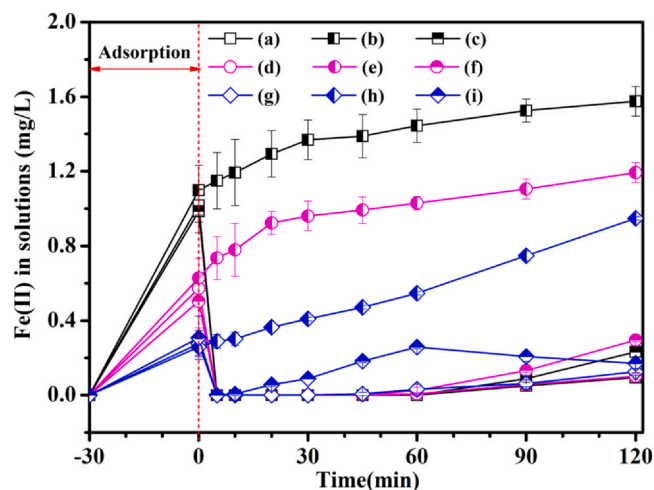 2.0
Adsorption
(a) (b) (c)
(d) (e) (f)
(g) (h) (i)
1.6
1.2
0.8
0.4
0.0
Fe(II) in solutions (mg/L)
-30 0 30 60 90 120
Time(min)